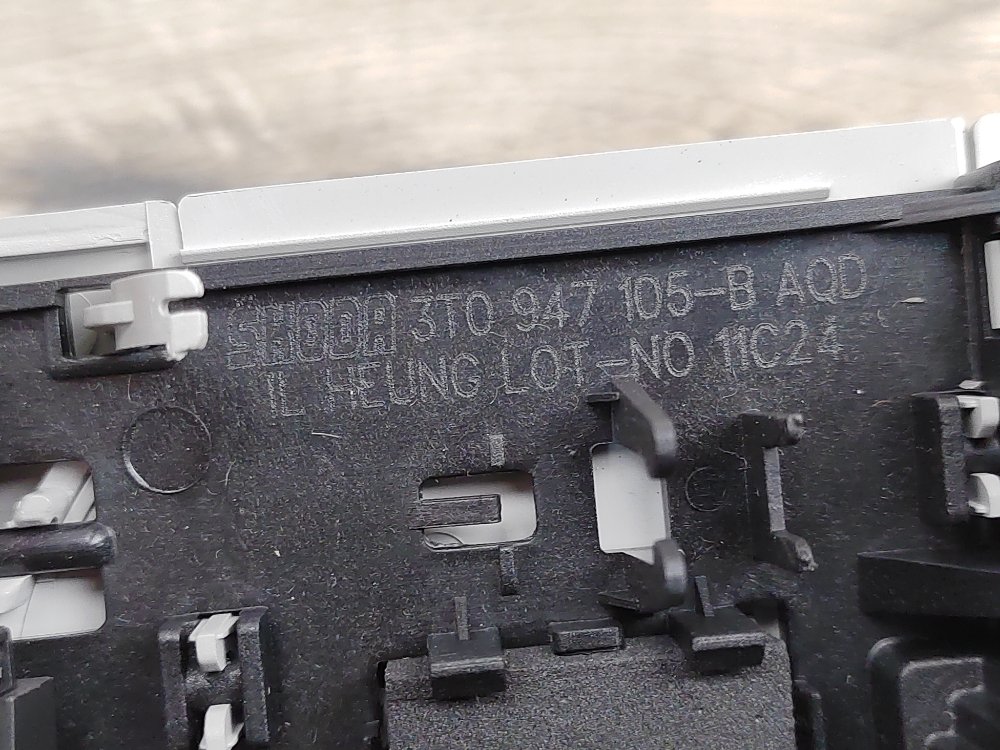 SKODA 3T0 947 105-B AQD
IL HEUNG LOT-NO 11C24